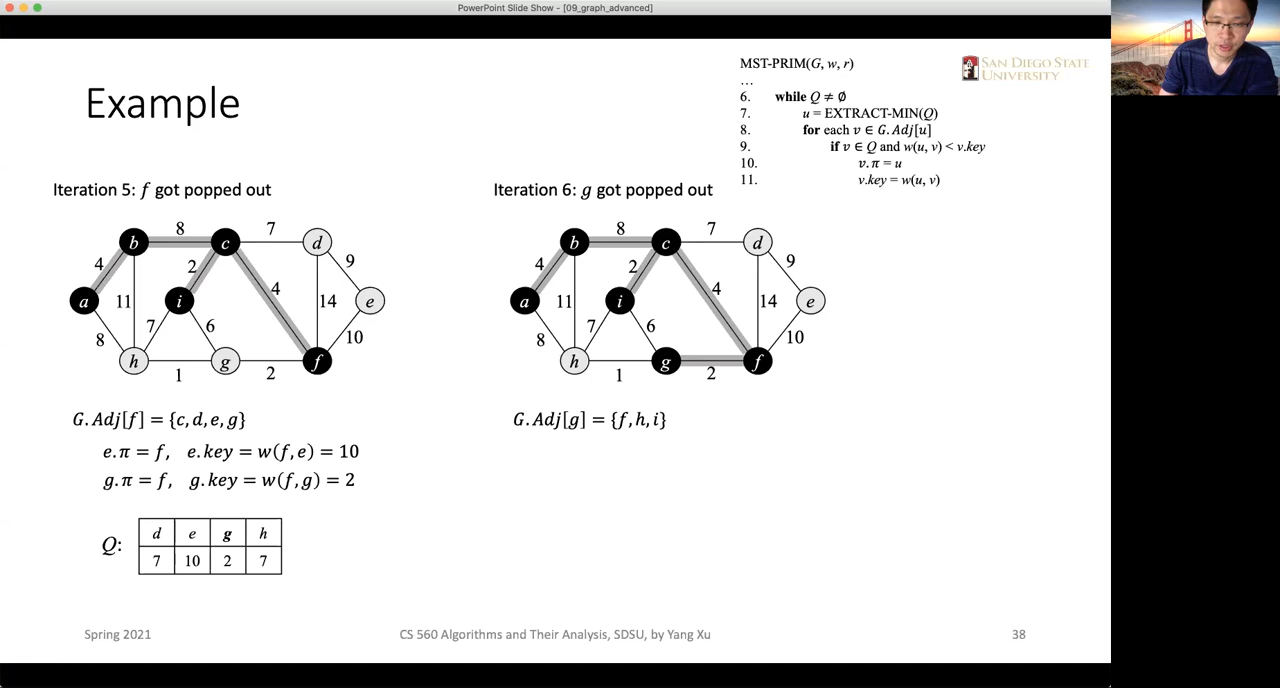 PowerPoint Slide Show - [09_graph_advanced]
SAN DIEGO STATE
UNIVERSITY
Example
MST-PRIM(G, w, r)
…
6. while Q ≠ ∅
7. u = EXTRACT-MIN(Q)
8. for each v ∈ G.Adj[u]
9. if v ∈ Q and w(u, v) < v.key
10. v.π = u
11. v.key = w(u, v)
Iteration 5: f got popped out
8 7
b c d
4 2 9
4
a 11 i 14 e
7 6
8 10
h g f
1 2
G.Adj[f] = {c, d, e, g}
e.π = f, e.key = w(f, e) = 10
g.π = f, g.key = w(f, g) = 2
Q:
d e g h
7 10 2 7
Iteration 6: g got popped out
8 7
b c d
4 2 9
4
a 11 i 14 e
7 6
8 10
h g f
1 2
G.Adj[g] = {f, h, i}
Spring 2021
CS 560 Algorithms and Their Analysis, SDSU, by Yang Xu
38